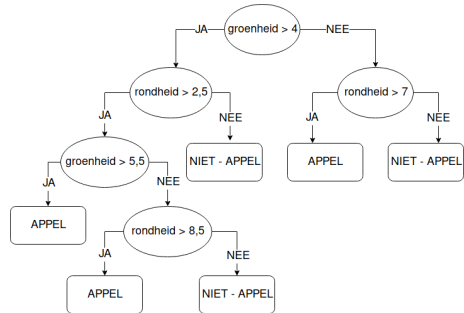 groenheid > 4
JA
NEE
rondheid > 2,5
rondheid > 7
JA
NEE
JA
NEE
groenheid > 5,5
NIET - APPEL
APPEL
NIET - APPEL
JA
NEE
APPEL
rondheid > 8,5
JA
NEE
APPEL
NIET - APPEL